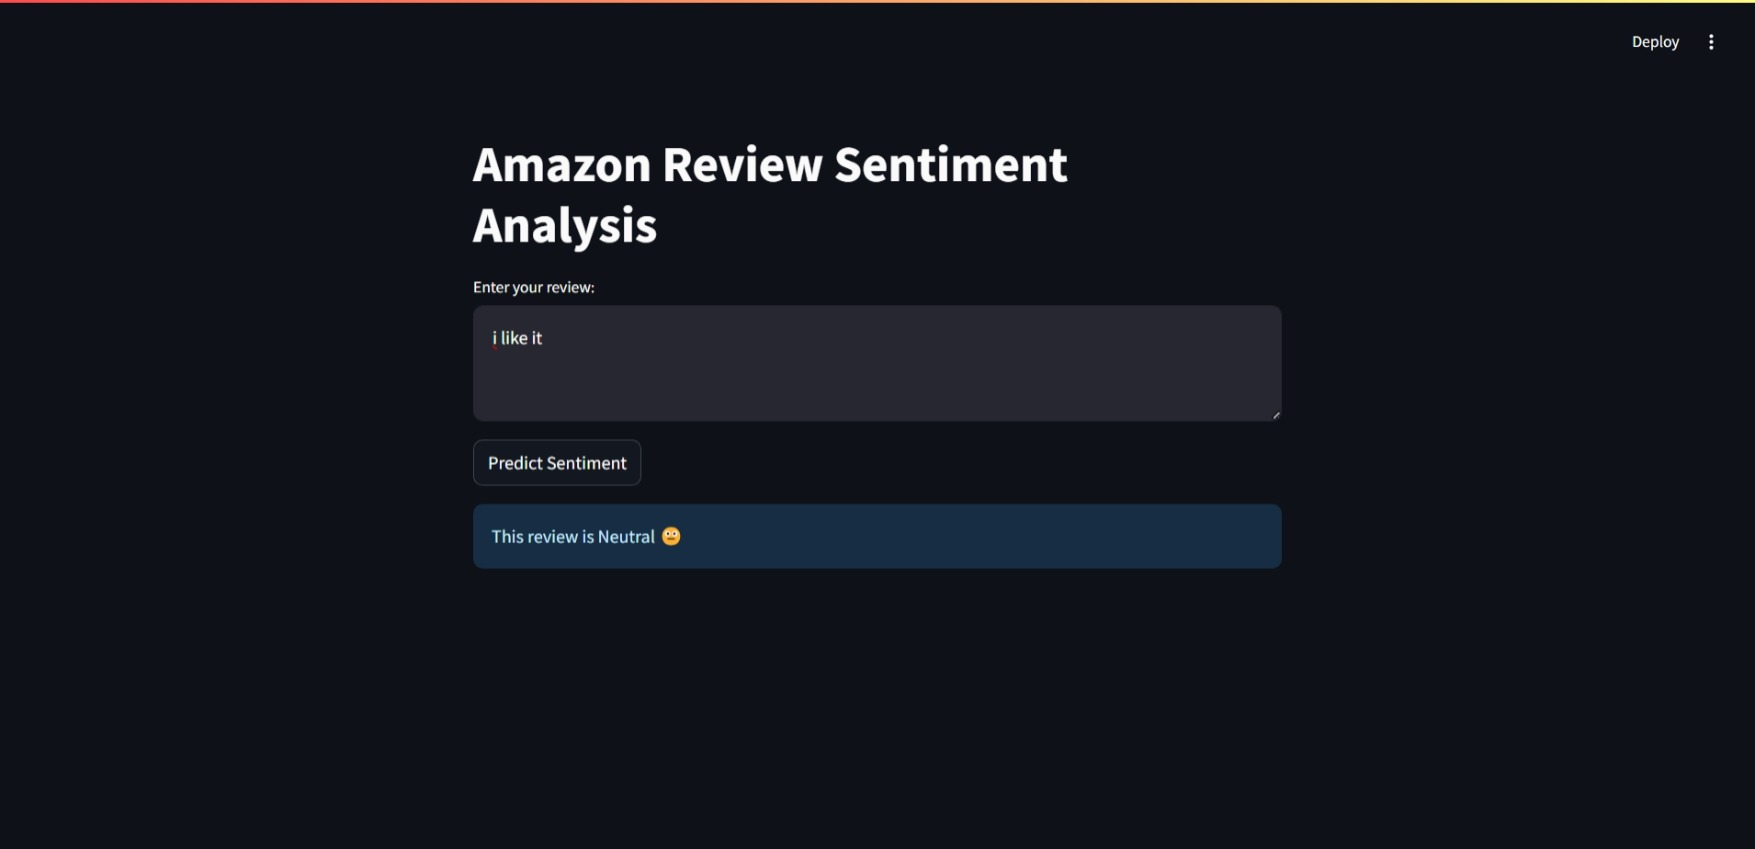 Deploy
Amazon Review Sentiment
Analysis
Enter your review:
i like it
Predict Sentiment
This review is Neutral 😐